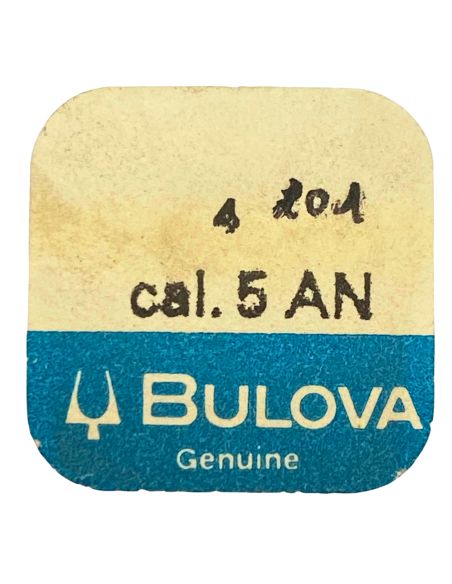 4 201
cal. 5 AN
BULOVA
Genuine